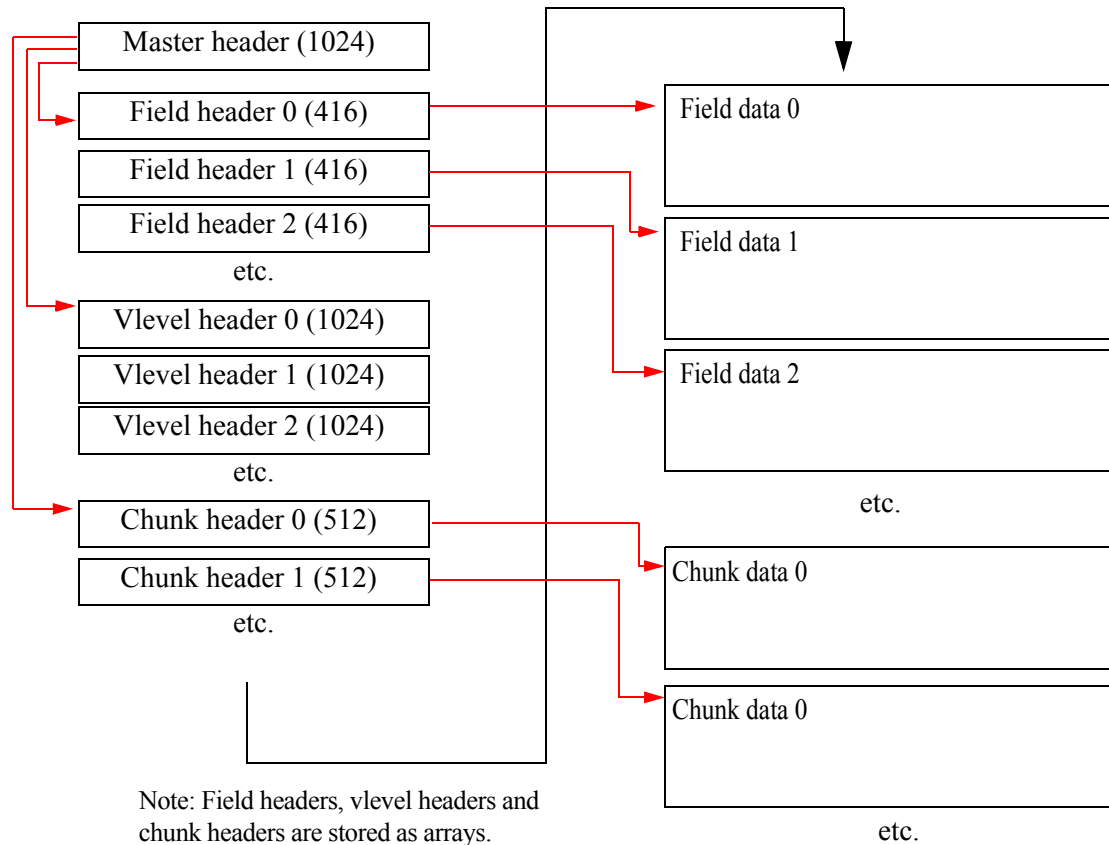 Master header (1024)
Field header 0 (416)
Field header 1 (416)
Field header 2 (416)
etc.
Vlevel header 0 (1024)
Vlevel header 1 (1024)
Vlevel header 2 (1024)
etc.
Chunk header 0 (512)
Chunk header 1 (512)
etc.
Note: Field headers, vlevel headers and
chunk headers are stored as arrays.
Field data 0
Field data 1
Field data 2
etc.
Chunk data 0
Chunk data 0
etc.